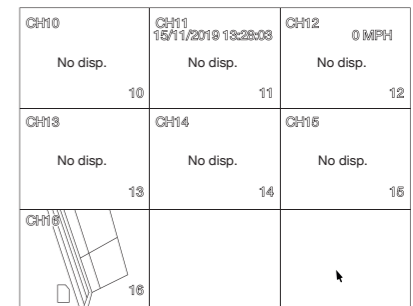 CH10
No disp.
10
CH11
15/11/2019 13:28:03
No disp.
11
CH12
0 MPH
No disp.
12
CH13
No disp.
13
CH14
No disp.
14
CH15
No disp.
15
CH16
16